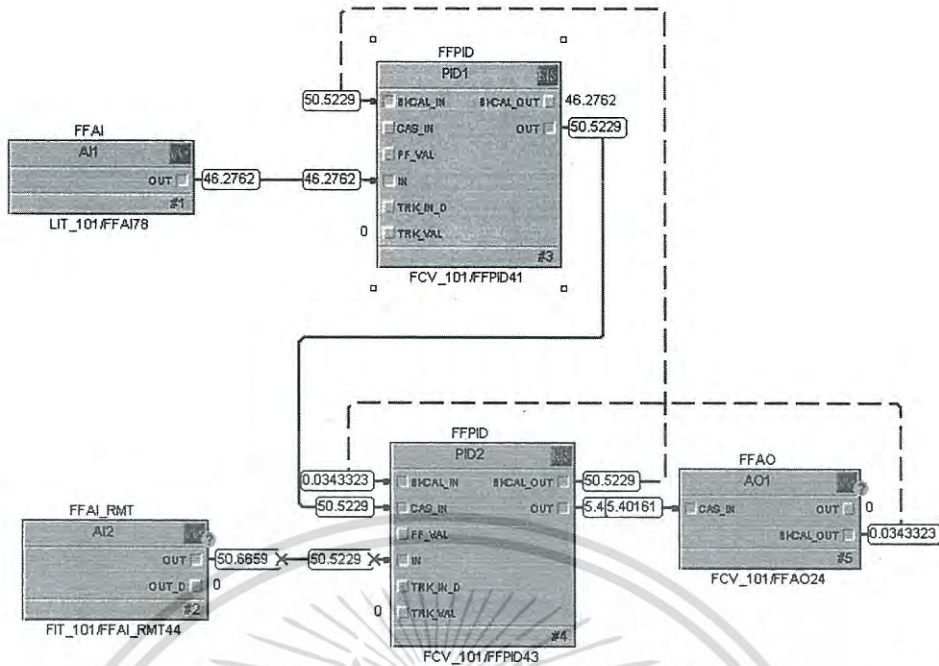 FFPID
PID1
50.5229
BKCAL_IN
BKCAL_OUT
46.2762
CAS_IN
OUT
50.5229
FF_VAL
IN
TRK_IN_D
0
TRK_VAL
#3
FCV_101/FFPID41
FFAI
AI1
OUT
46.2762
46.2762
#1
LIT_101/FFAI78
FFPID
PID2
0.0343323
BKCAL_IN
BKCAL_OUT
50.5229
50.5229
CAS_IN
OUT
5.4
5.40161
FF_VAL
IN
TRK_IN_D
0
TRK_VAL
#4
FCV_101/FFPID43
FFAO
AO1
?
CAS_IN
OUT
0
BKCAL_OUT
0.0343323
#5
FCV_101/FFAO24
FFAI_RMT
AI2
?
OUT
50.6659
50.5229
OUT_D
0
#2
FIT_101/FFAI_RMT44